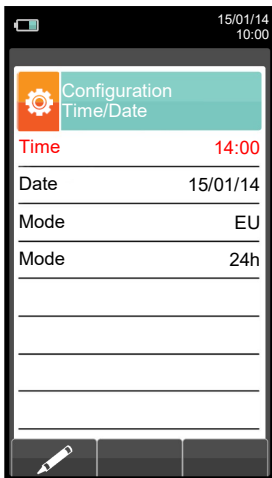 15/01/14
10:00
Configuration
Time/Date
Time 14:00
Date 15/01/14
Mode EU
Mode 24h